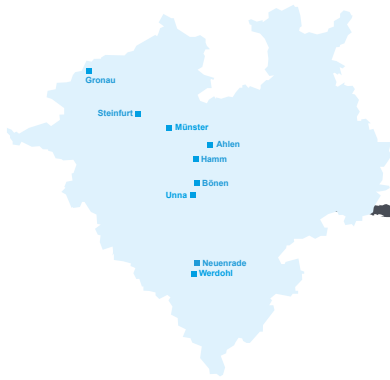 Gronau
Steinfurt
Münster
Ahlen
Hamm
Bönen
Unna
Neuenrade
Werdohl